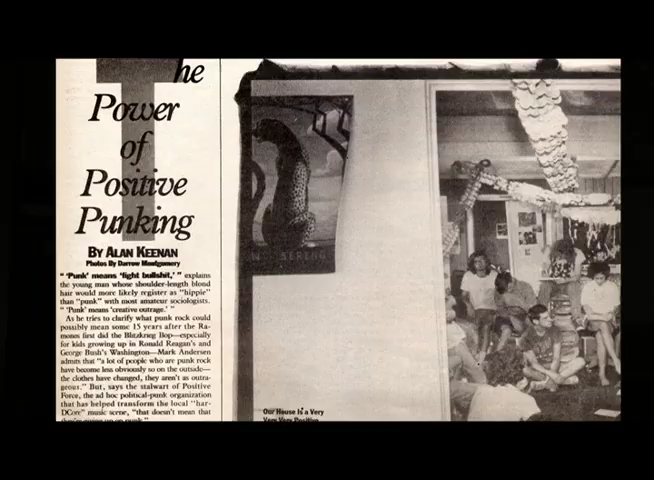 The
Power
of
Positive
Punking
BY ALAN KEENAN
Photos By Darrow Montgomery
" 'Punk' means 'fight bullshit,' " explains
the young man whose shoulder-length blond
hair would more likely register as "hippie"
than "punk" with most amateur sociologists.
" 'Punk' means 'creative outrage.' "
As he tries to clarify what punk rock could
possibly mean some 15 years after the Ra-
mones first did the Blitzkrieg Bop—especially
for kids growing up in Ronald Reagan's and
George Bush's Washington—Mark Andersen
admits that "a lot of people who are punk rock
have become less obviously so on the outside—
the clothes have changed, they aren't as outra-
geous." But, says the stalwart of Positive
Force, the ad hoc political-punk organization
that has helped transform the local "har-
DCore" music scene, "that doesn't mean that
SERENG
Our House Is a Very
Very Very Positive